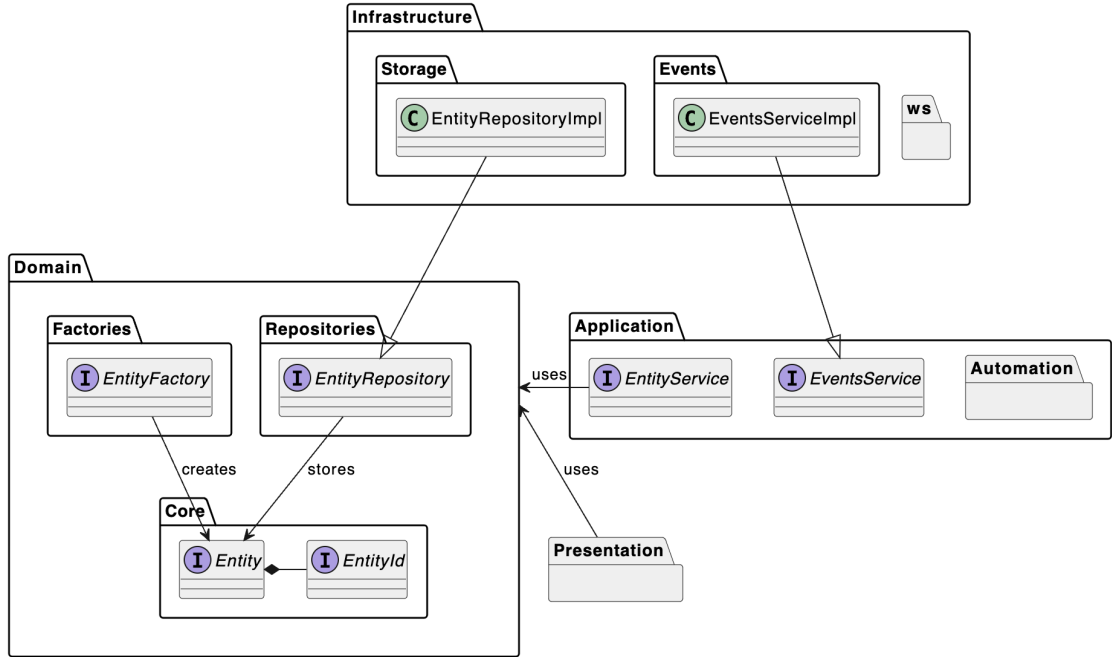 Infrastructure
Storage
Events
C EntityRepositoryImpl
C EventsServiceImpl
ws
Domain
Factories
Repositories
Application
I EntityFactory
I EntityRepository
uses
I EntityService
I EventsService
Automation
creates
stores
uses
Core
I Entity
I EntityId
Presentation